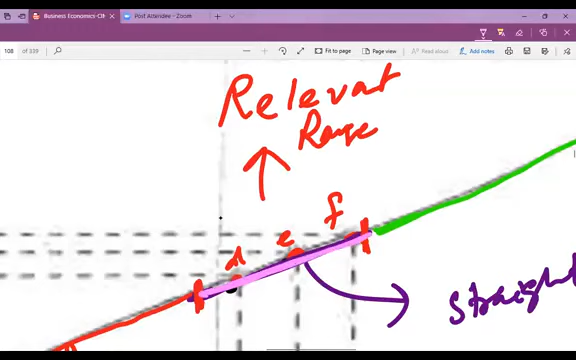 Business Economics-CM
Post Attendee - Zoom
108 of 339
Fit to page
Page view
Read aloud
Add notes
Relevat
Range
f
e
d
straight